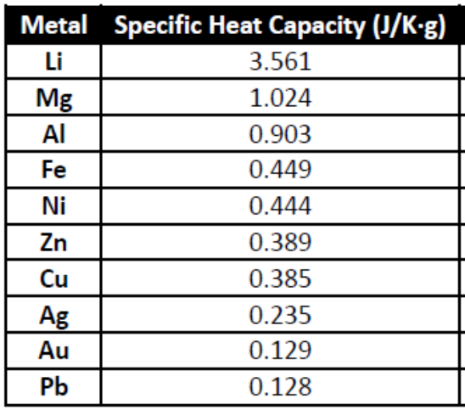 Metal Specific Heat Capacity (J/K·g)
Li 3.561
Mg 1.024
Al 0.903
Fe 0.449
Ni 0.444
Zn 0.389
Cu 0.385
Ag 0.235
Au 0.129
Pb 0.128